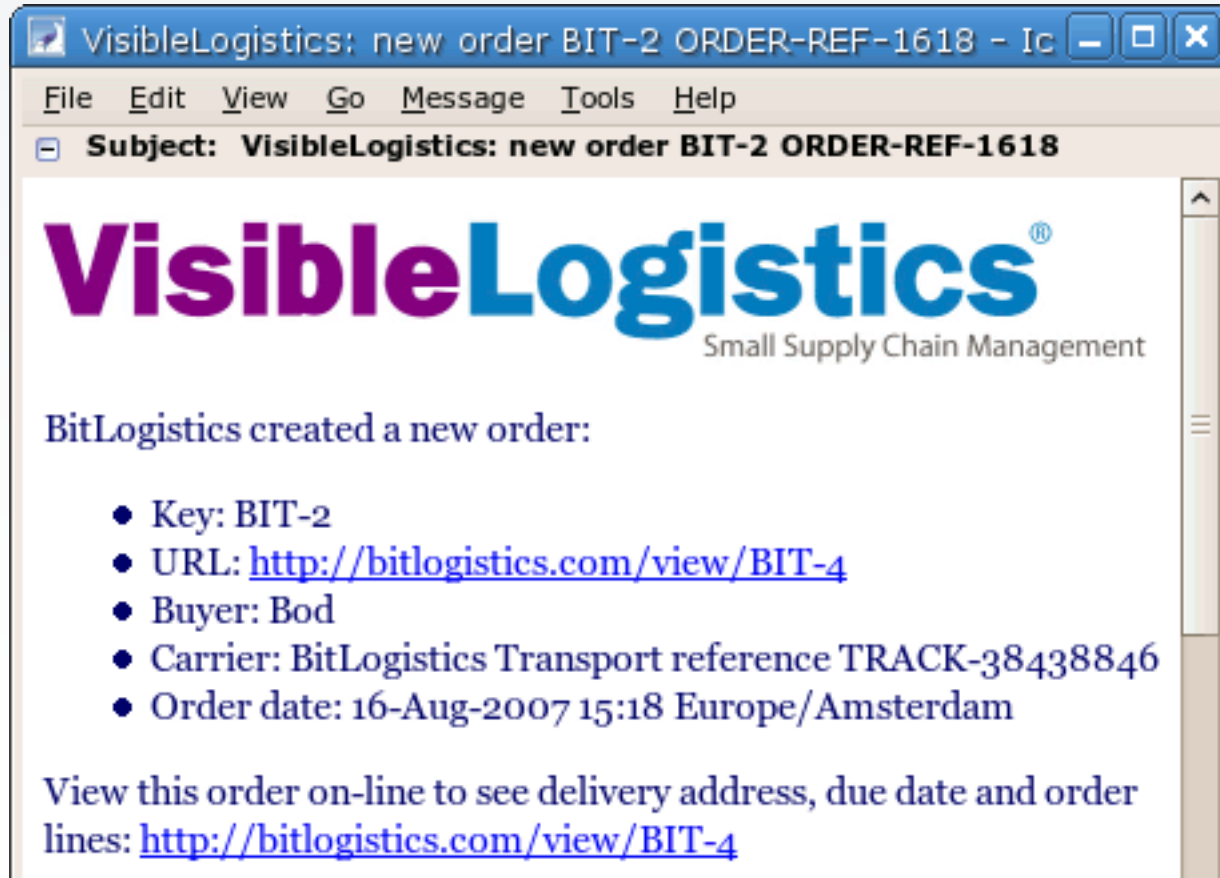 VisibleLogistics: new order BIT-2 ORDER-REF-1618 - Ic
File Edit View Go Message Tools Help
Subject: VisibleLogistics: new order BIT-2 ORDER-REF-1618
VisibleLogistics®
Small Supply Chain Management
BitLogistics created a new order:
• Key: BIT-2
• URL: http://bitlogistics.com/view/BIT-4
• Buyer: Bod
• Carrier: BitLogistics Transport reference TRACK-38438846
• Order date: 16-Aug-2007 15:18 Europe/Amsterdam
View this order on-line to see delivery address, due date and order
lines: http://bitlogistics.com/view/BIT-4